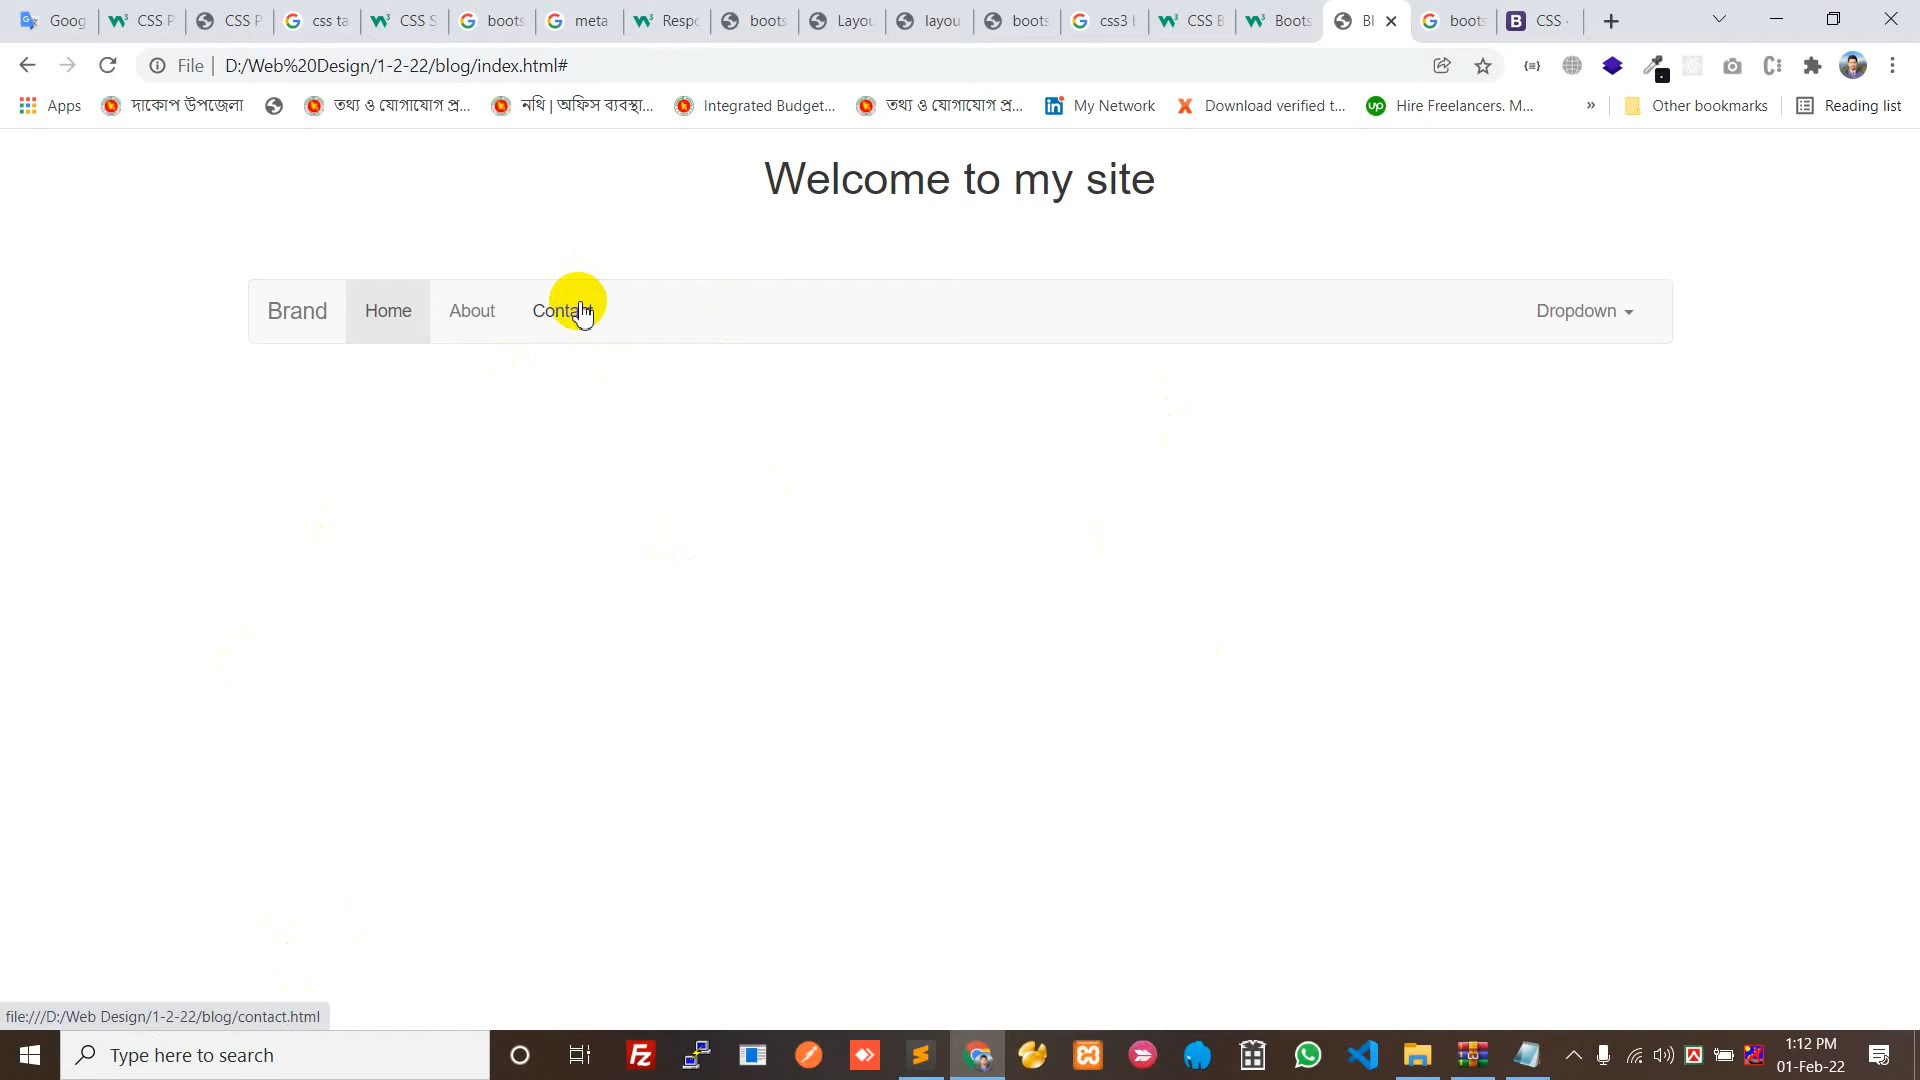 Goog
CSS P
CSS P
css ta
CSS S
boots
meta
Respo
boots
Layou
layou
boots
css3 b
CSS B
Boots
Bl
boots
CSS ·
File
D:/Web%20Design/1-2-22/blog/index.html#
Apps
দাকোপ উপজেলা
তথ্য ও যোগাযোগ প্র...
নথি | অফিস ব্যবস্থা...
Integrated Budget...
তথ্য ও যোগাযোগ প্র...
My Network
Download verified t...
Hire Freelancers. M...
»
Other bookmarks
Reading list
Welcome to my site
Brand
Home
About
Contact
Dropdown
file:///D:/Web Design/1-2-22/blog/contact.html
Type here to search
1:12 PM
01-Feb-22